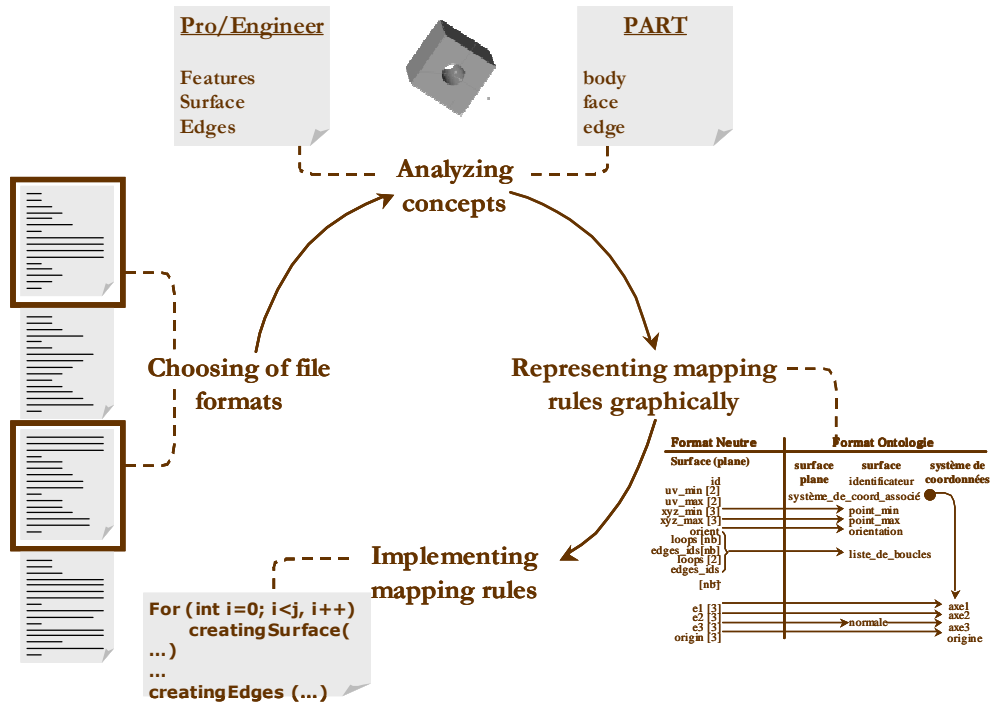 Pro/Engineer
Features
Surface
Edges
PART
body
face
edge
Analyzing
concepts
Choosing of file
formats
Representing mapping
rules graphically
Format Neutre
Format Ontologie
Surface (plane)
surface
plane
surface
système de
coordonnées
id
identificateur
uv_min [2]
système_de_coord_associé
uv_max [2]
xyz_min [3]
point_min
xyz_max [3]
point_max
orient
orientation
loops [nb]
edges_ids[nb]
liste_de_boucles
loops [2]
edges_ids
[nb]
e1 [3]
axe1
e2 [3]
axe2
e3 [3]
normale
axe3
origin [3]
origine
Implementing
mapping rules
For (int i=0; i<j, i++)
creatingSurface(
...)
...
creatingEdges (...)